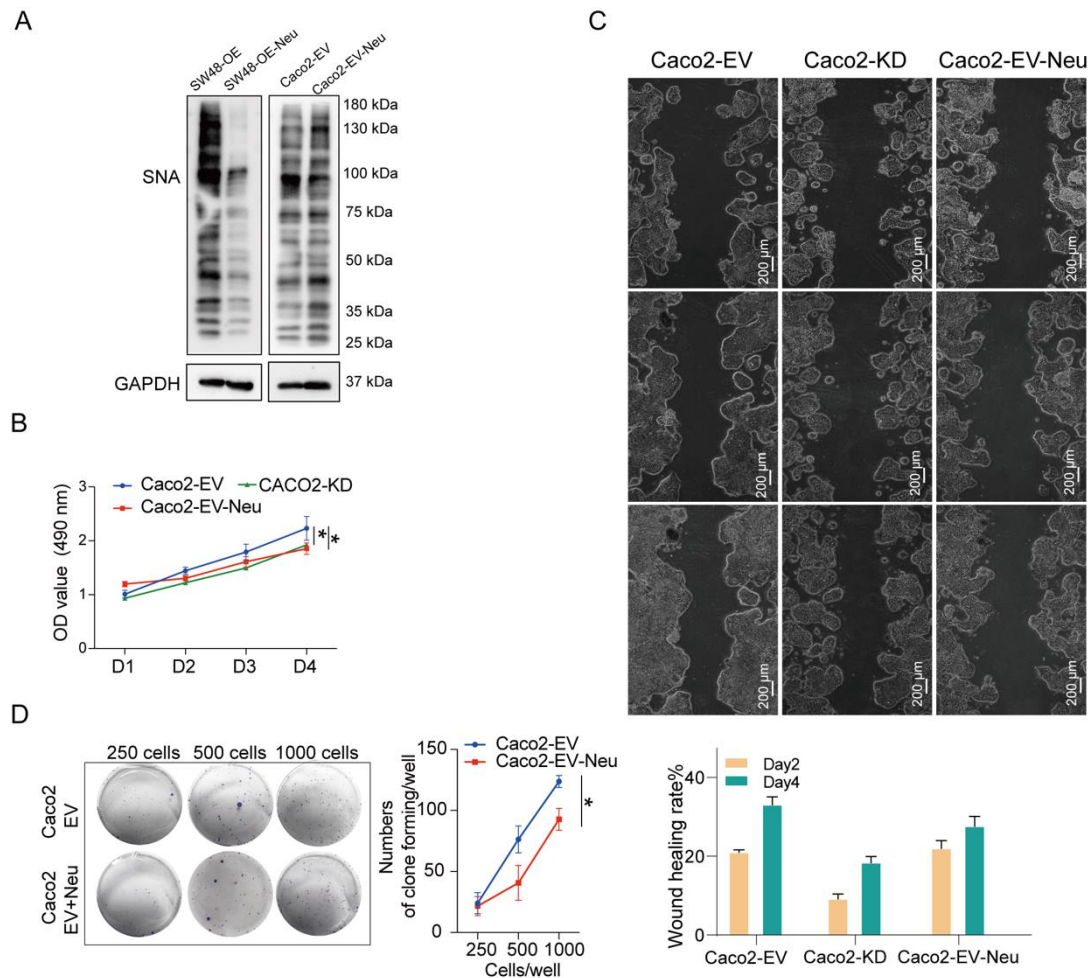 A
SW48-OE
SW48-OE-Neu
Caco2-EV
Caco2-EV-Neu
180 kDa
130 kDa
SNA
100 kDa
75 kDa
50 kDa
35 kDa
25 kDa
GAPDH
37 kDa
B
Caco2-EV
CACO2-KD
Caco2-EV-Neu
OD value (490 nm)
3
2
1
0
D1 D2 D3 D4
*
*
C
Caco2-EV Caco2-KD Caco2-EV-Neu
200 µm 200 µm 200 µm
200 µm 200 µm 200 µm
200 µm 200 µm 200 µm
Day2
Day4
Wound healing rate%
40
20
0
Caco2-EV Caco2-KD Caco2-EV-Neu
D
250 cells 500 cells 1000 cells
Caco2
EV
Caco2
EV+Neu
Caco2-EV
Caco2-EV-Neu
Numbers
of clone forming/well
150
100
50
0
250 500 1000
Cells/well
*